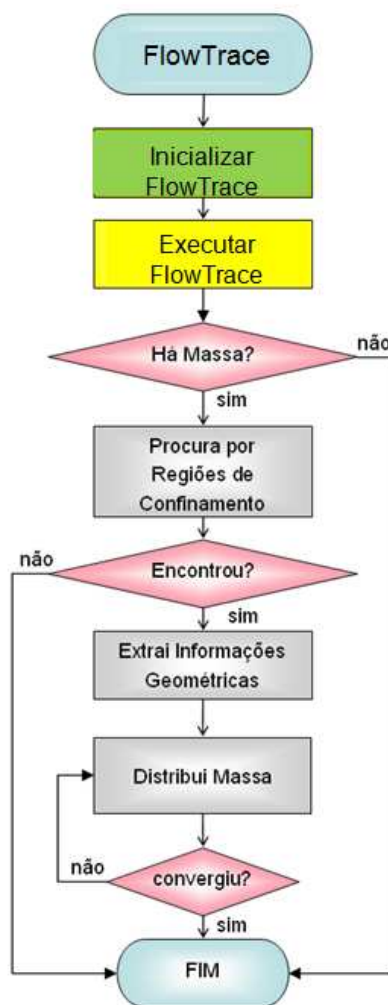 FlowTrace
Inicializar
FlowTrace
Executar
FlowTrace
Há Massa?
não
sim
Procura por
Regiões de
Confinamento
não
Encontrou?
sim
Extrai Informações
Geométricas
Distribui Massa
não
convergiu?
sim
FIM